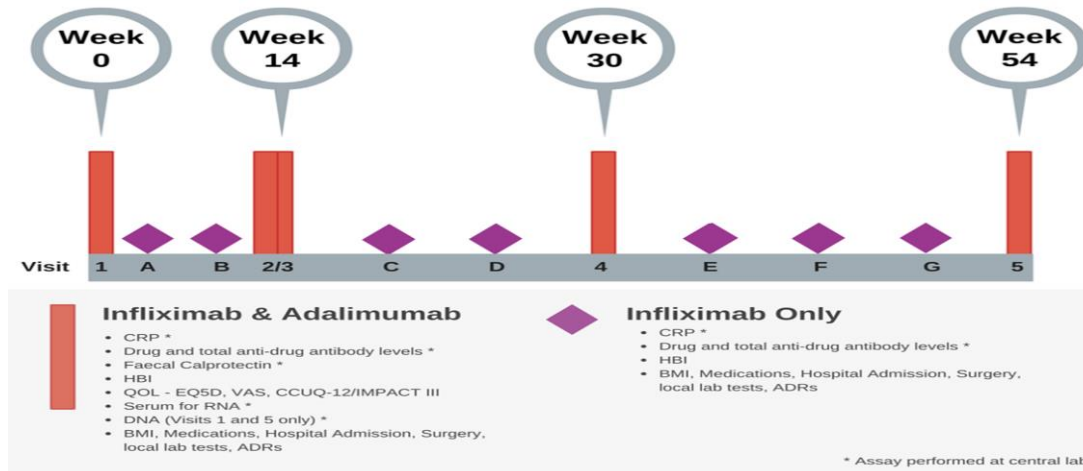 Week 0
Week 14
Week 30
Week 54
Visit 1 A B 2/3 C D 4 E F G 5
Infliximab & Adalimumab
• CRP *
• Drug and total anti-drug antibody levels *
• Faecal Calprotectin *
• HBI
• QOL - EQ5D, VAS, CCUQ-12/IMPACT III
• Serum for RNA *
• DNA (Visits 1 and 5 only) *
• BMI, Medications, Hospital Admission, Surgery,
local lab tests, ADRs
Infliximab Only
• CRP *
• Drug and total anti-drug antibody levels *
• HBI
• BMI, Medications, Hospital Admission, Surgery,
local lab tests, ADRs
* Assay performed at central lab